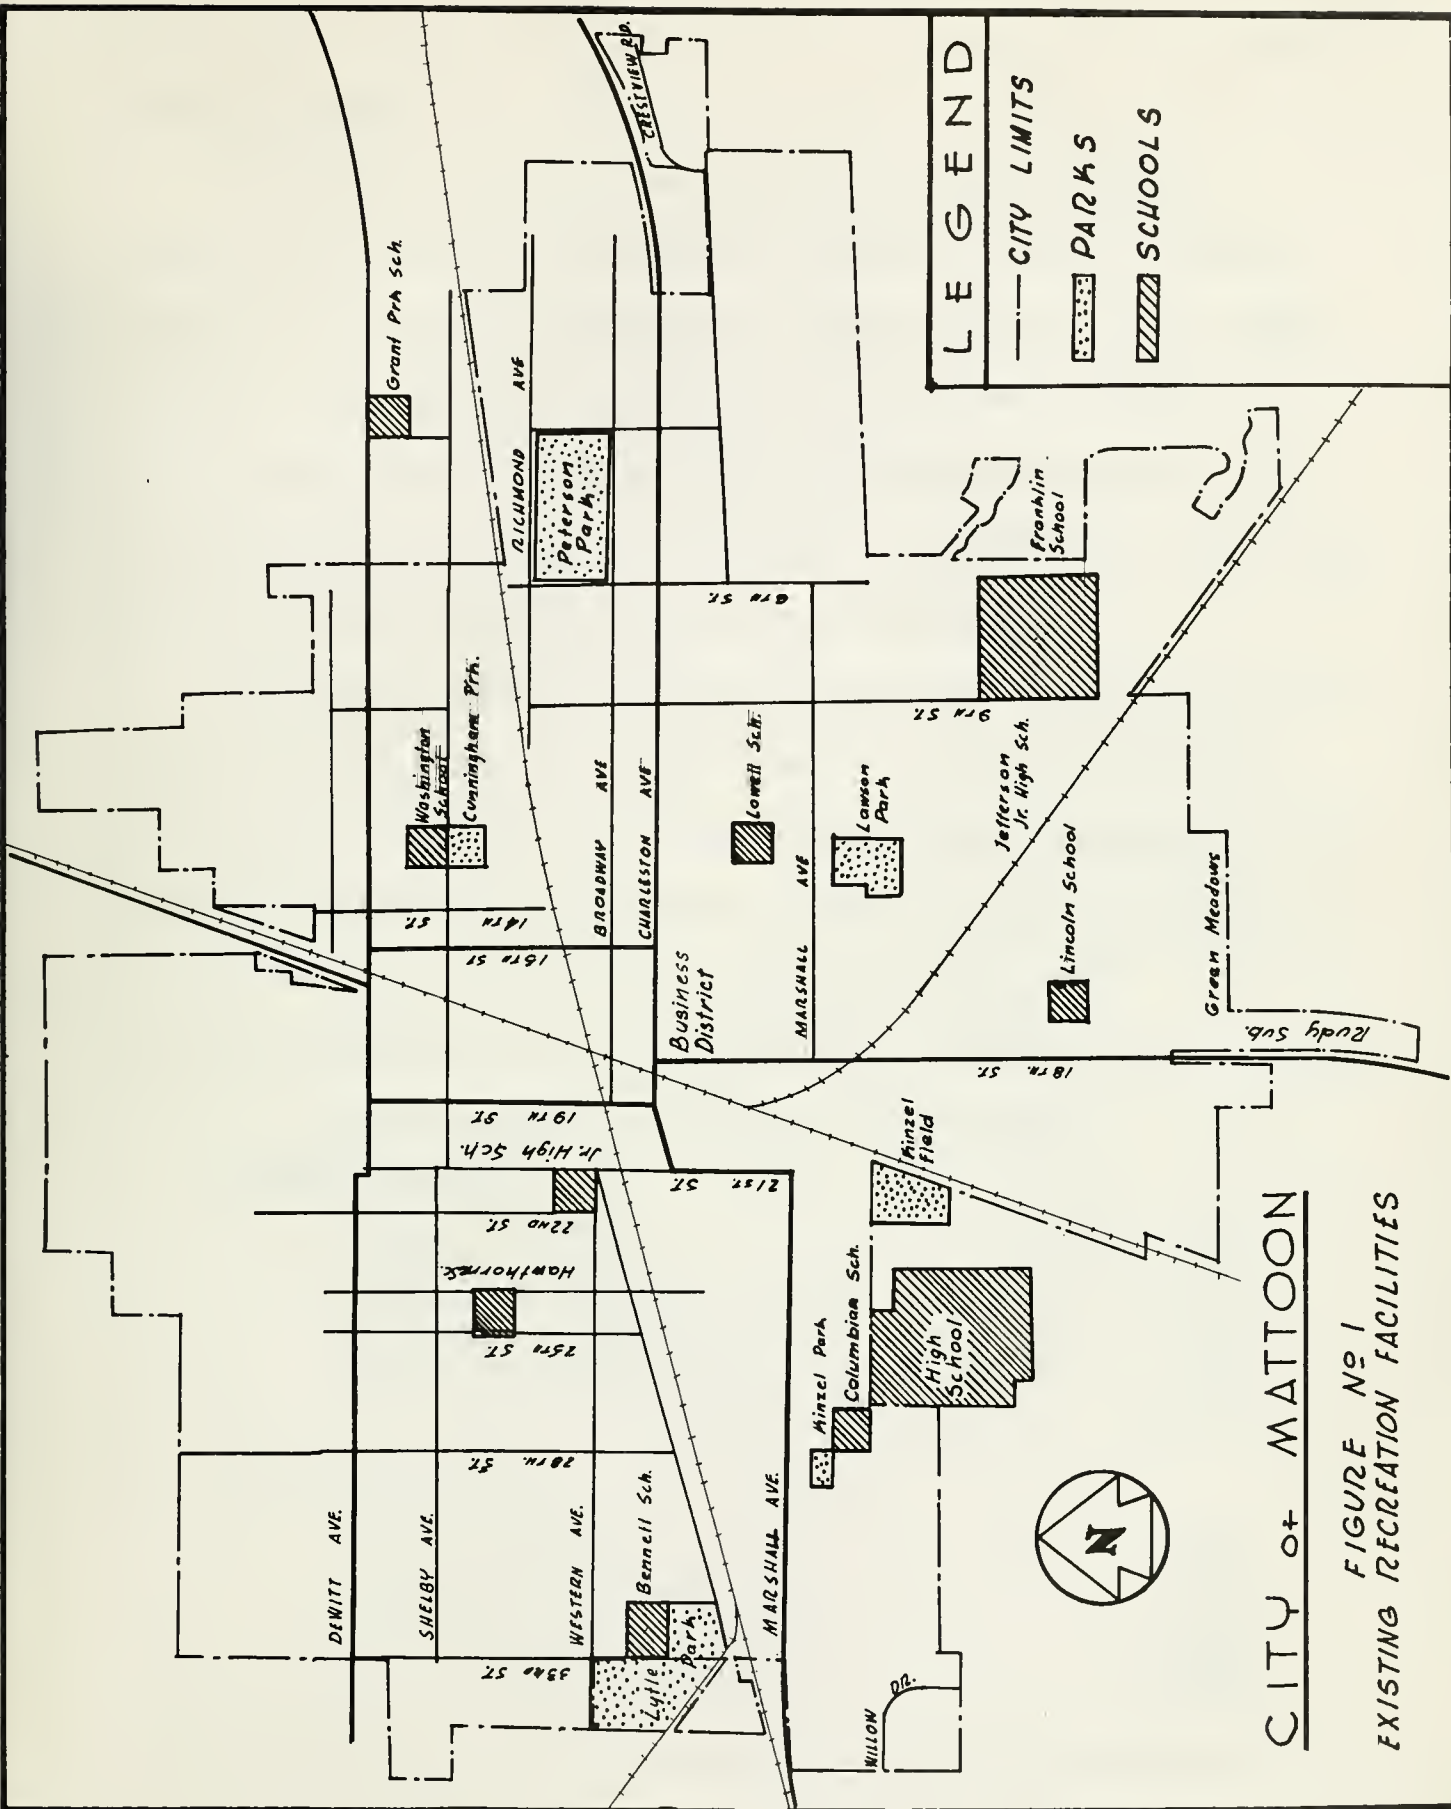 DEWITT AVE.
Grant Prk Sch.
SHELBY AVE.
Washington
School
Cunningham Prk.
14TH ST.
15TH ST
19TH ST.
Jr. High Sch.
22ND ST.
Hawthorn Sc.
25TH ST.
28TH. ST.
33RD ST.
RICHMOND AVE
Peterson
Park
WESTERN AVE.
BROADWAY AVE
CHARLESTON AVE
CRESTVIEW RD.
Bennell Sch.
Lytle Park
Business
District
21ST. ST
6TH ST.
Lowell Sch.
MARSHALL AVE.
MARSHALL AVE
Kinzel Park
Columbian Sch.
Kinzel
Field
Lawson
Park
9TH ST.
WILLOW DR.
High
School
18TH ST.
Jefferson
Jr. High Sch.
Franklin
School
Lincoln School
Green Meadows
Rudy Sub.
N
LEGEND
CITY LIMITS
PARKS
SCHOOLS
CITY OF MATTOON
FIGURE Nº 1
EXISTING RECREATION FACILITIES